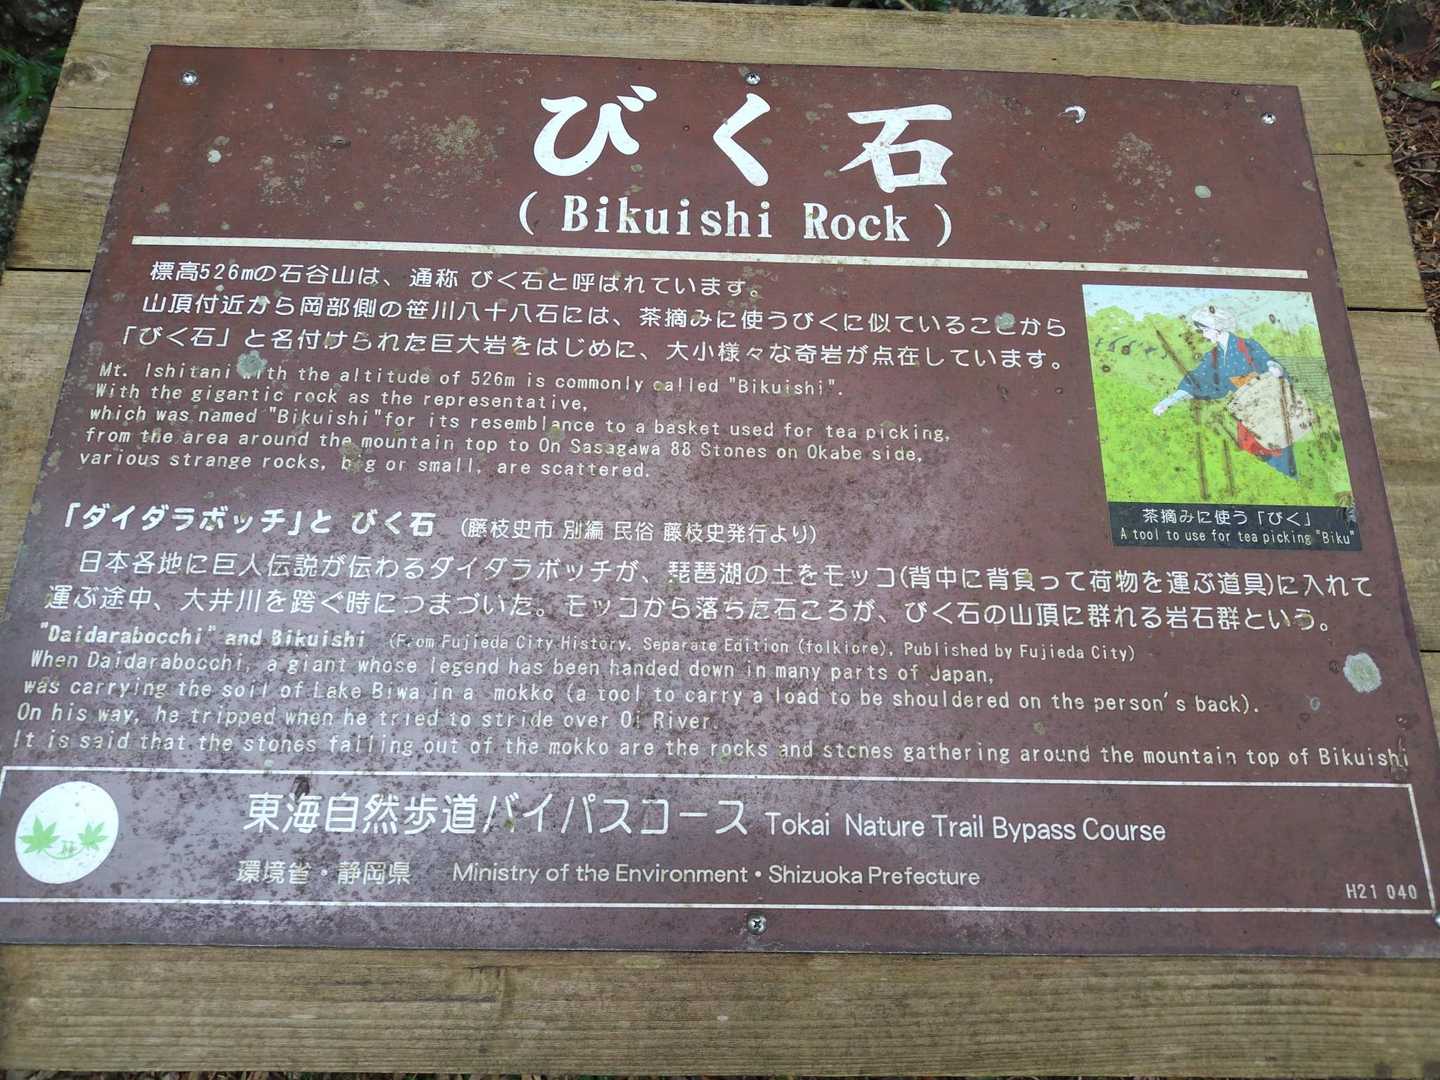 びく石
( Bikuishi Rock )
標高526mの石谷山は、通称 びく石と呼ばれています。
山頂付近から岡部側の笹川八十八石には、茶摘みに使うびくに似ていることから
「びく石」と名付けられた巨大岩をはじめに、大小様々な奇岩が点在しています。
Mt. Ishitani with the altitude of 526m is commonly called "Bikuishi".
With the gigantic rock as the representative,
which was named "Bikuishi"for its resemblance to a basket used for tea picking,
from the area around the mountain top to On Sasagawa 88 Stones on Okabe side,
various strange rocks, big or small, are scattered.
茶摘みに使う「びく」
A tool to use for tea picking "Biku"
「ダイダラボッチ」と びく石 (藤枝史市 別編 民俗 藤枝史発行より)
日本各地に巨人伝説が伝わるダイダラボッチが、琵琶湖の土をモッコ(背中に背負って荷物を運ぶ道具)に入れて
運ぶ途中、大井川を跨ぐ時につまづいた。モッコから落ちた石ころが、びく石の山頂に群れる岩石群という。
"Daidarabocchi" and Bikuishi (From Fujieda City History, Separate Edition (folklore), Published by Fujieda City)
When Daidarabocchi, a giant whose legend has been handed down in many parts of Japan,
was carrying the soil of Lake Biwa in a mokko (a tool to carry a load to be shouldered on the person's back).
On his way, he tripped when he tried to stride over Oi River.
It is said that the stones falling out of the mokko are the rocks and stones gathering around the mountain top of Bikuishi
東海自然歩道バイパスコース Tokai Nature Trail Bypass Course
環境省・静岡県 Ministry of the Environment・Shizuoka Prefecture
H21 040